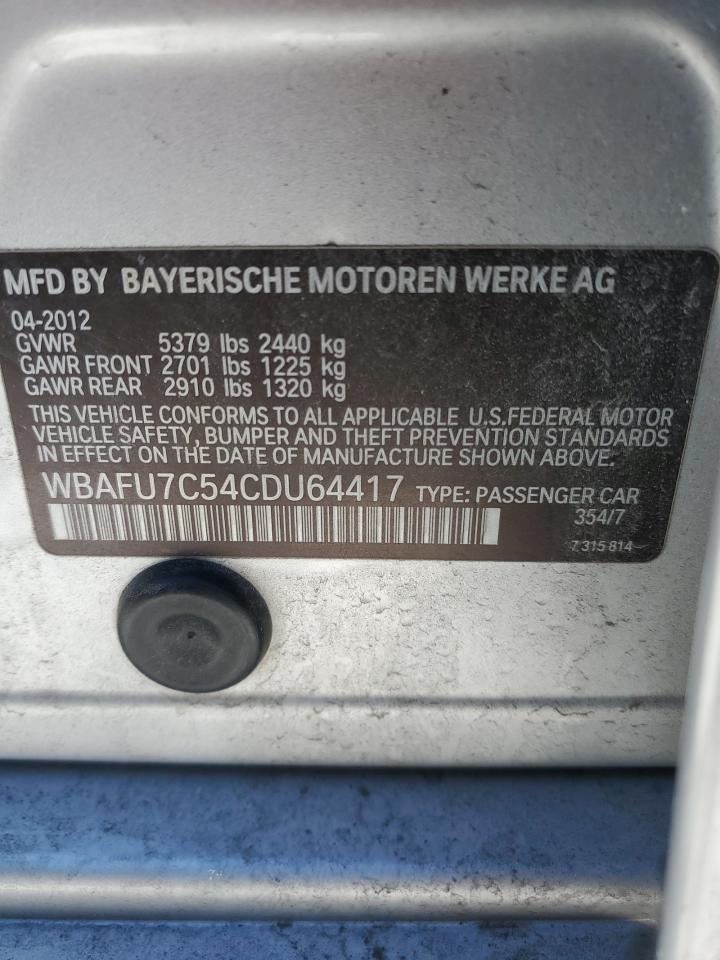 MFD BY BAYERISCHE MOTOREN WERKE AG
04-2012
GVWR 5379 lbs 2440 kg
GAWR FRONT 2701 lbs 1225 kg
GAWR REAR 2910 lbs 1320 kg
THIS VEHICLE CONFORMS TO ALL APPLICABLE U.S.FEDERAL MOTOR
VEHICLE SAFETY, BUMPER AND THEFT PREVENTION STANDARDS
IN EFFECT ON THE DATE OF MANUFACTURE SHOWN ABOVE.
WBAFU7C54CDU64417 TYPE: PASSENGER CAR
354/7
7 315 814